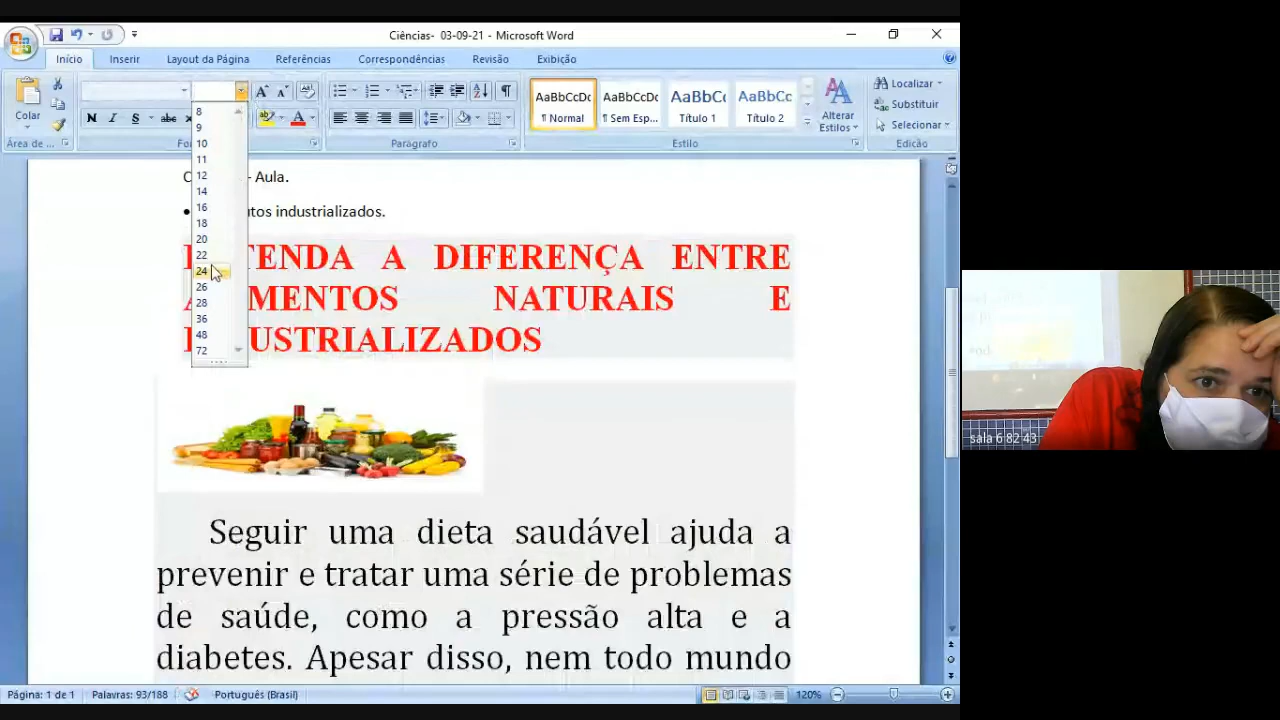 Ciências- 03-09-21 - Microsoft Word
Início Inserir Layout da Página Referências Correspondências Revisão Exibição
Colar
N I S abc A
AaBbCcDc AaBbCcDc AaBbCc AaBbCc
¶ Normal ¶ Sem Esp... Título 1 Título 2
Alterar Estilos
Localizar
Substituir
Selecionar
Área de ... Parágrafo Estilo Edição
8
9
10
11
12
14
16
18
20
22
24
26
28
36
48
72
- Aula.
industrializados.
A DIFERENÇA ENTRE
NATURAIS E
Seguir uma dieta saudável ajuda a
prevenir e tratar uma série de problemas
de saúde, como a pressão alta e a
diabetes. Apesar disso, nem todo mundo
Página: 1 de 1 Palavras: 93/188 Português (Brasil) 120%
sala 6 82 43